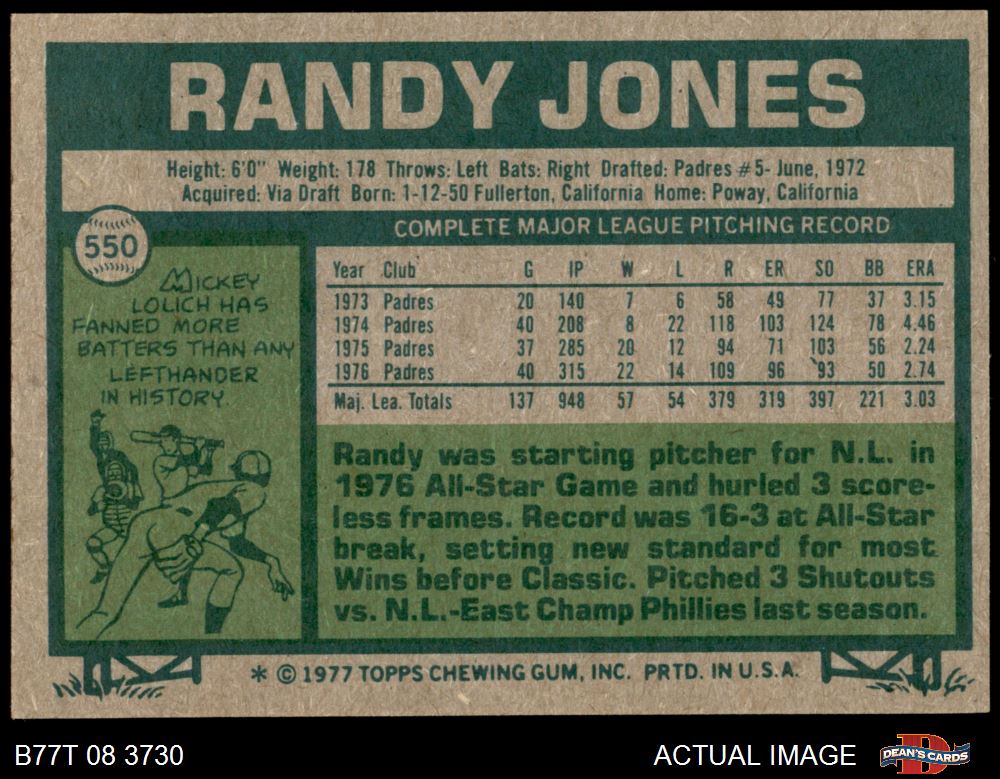 RANDY JONES
Height: 6'0" Weight: 178 Throws: Left Bats: Right Drafted: Padres #5- June, 1972
Acquired: Via Draft Born: 1-12-50 Fullerton, California Home: Poway, California
550
COMPLETE MAJOR LEAGUE PITCHING RECORD
MICKEY
LOLICH HAS
FANNED MORE
BATTERS THAN ANY
LEFTHANDER
IN HISTORY.
Year Club G IP W L R ER SO BB ERA
1973 Padres 20 140 7 6 58 49 77 37 3.15
1974 Padres 40 208 8 22 118 103 124 78 4.46
1975 Padres 37 285 20 12 94 71 103 56 2.24
1976 Padres 40 315 22 14 109 96 93 50 2.74
Maj. Lea. Totals 137 948 57 54 379 319 397 221 3.03
Randy was starting pitcher for N.L. in
1976 All-Star Game and hurled 3 score-
less frames. Record was 16-3 at All-Star
break, setting new standard for most
Wins before Classic. Pitched 3 Shutouts
vs. N.L.-East Champ Phillies last season.
* © 1977 TOPPS CHEWING GUM, INC. PRTD. IN U.S.A.
B77T 08 3730
ACTUAL IMAGE
D
DEAN'S CARDS